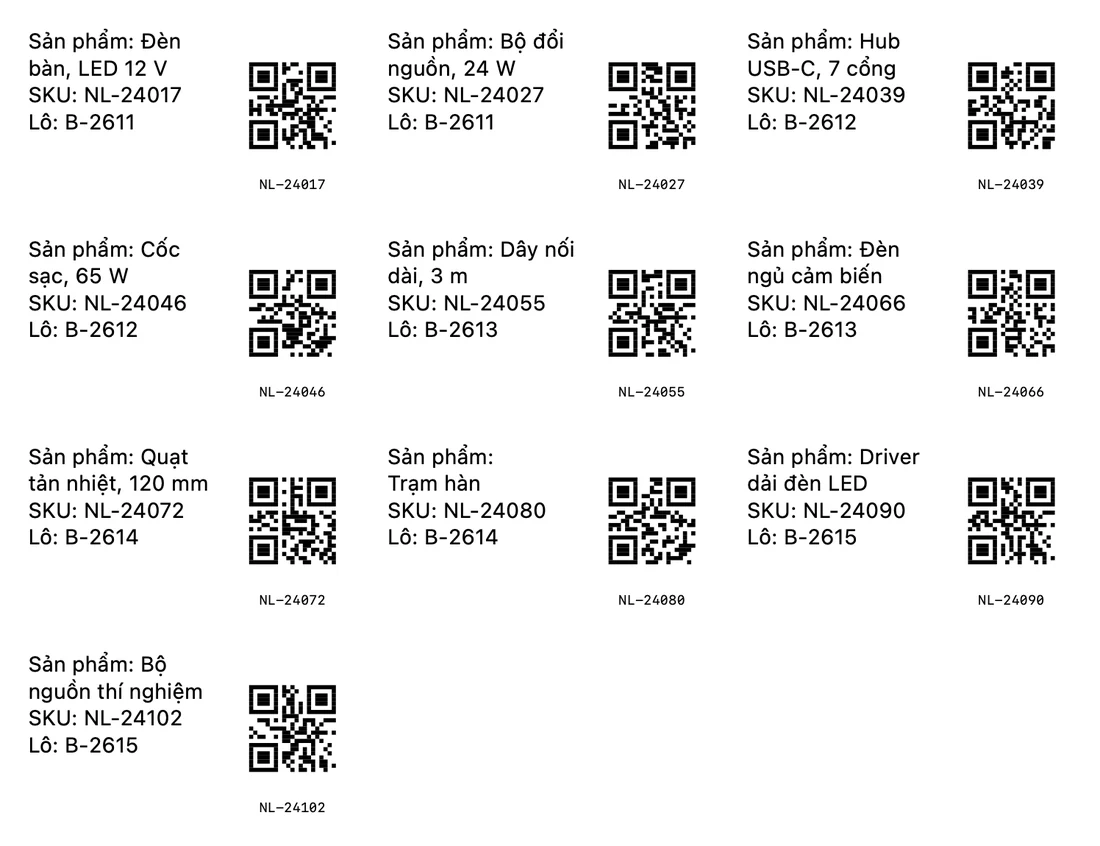 Sản phẩm: Đèn
bàn, LED 12 V
SKU: NL-24017
Lô: B-2611
NL-24017
Sản phẩm: Bộ đổi
nguồn, 24 W
SKU: NL-24027
Lô: B-2611
NL-24027
Sản phẩm: Hub
USB-C, 7 cổng
SKU: NL-24039
Lô: B-2612
NL-24039
Sản phẩm: Cốc
sạc, 65 W
SKU: NL-24046
Lô: B-2612
NL-24046
Sản phẩm: Dây nối
dài, 3 m
SKU: NL-24055
Lô: B-2613
NL-24055
Sản phẩm: Đèn
ngủ cảm biến
SKU: NL-24066
Lô: B-2613
NL-24066
Sản phẩm: Quạt
tản nhiệt, 120 mm
SKU: NL-24072
Lô: B-2614
NL-24072
Sản phẩm:
Trạm hàn
SKU: NL-24080
Lô: B-2614
NL-24080
Sản phẩm: Driver
dải đèn LED
SKU: NL-24090
Lô: B-2615
NL-24090
Sản phẩm: Bộ
nguồn thí nghiệm
SKU: NL-24102
Lô: B-2615
NL-24102